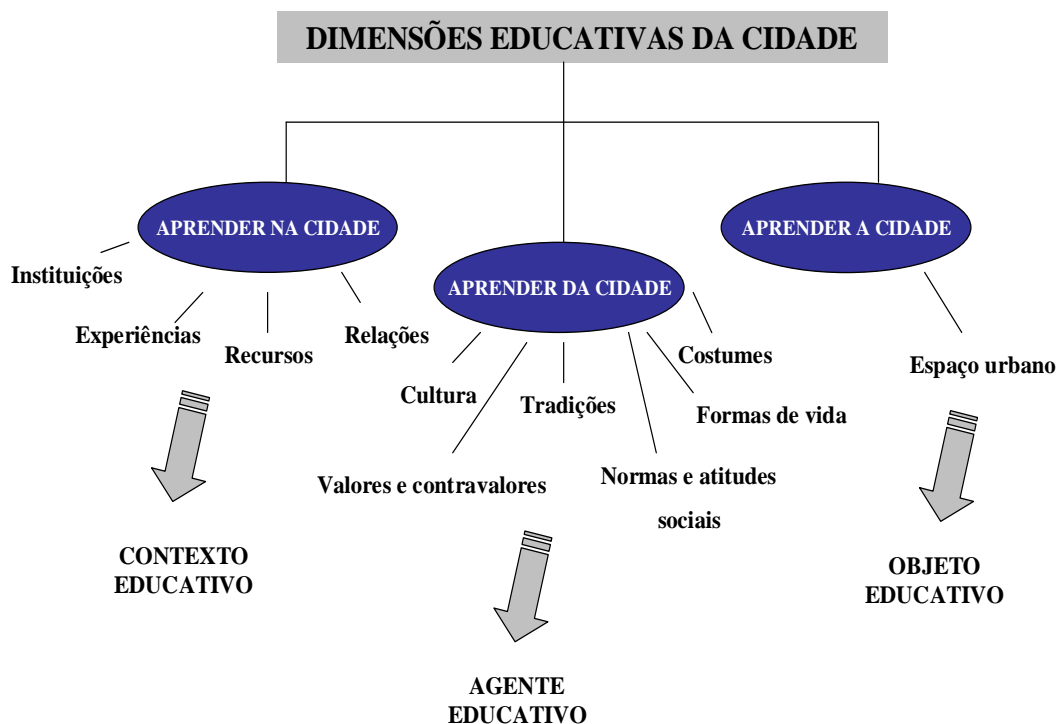 DIMENSÕES EDUCATIVAS DA CIDADE
APRENDER NA CIDADE
Instituições
Experiências
Recursos
Relações
CONTEXTO
EDUCATIVO
APRENDER DA CIDADE
Cultura
Valores e contravalores
Tradições
Normas e atitudes
sociais
Formas de vida
Costumes
AGENTE
EDUCATIVO
APRENDER A CIDADE
Espaço urbano
OBJETO
EDUCATIVO